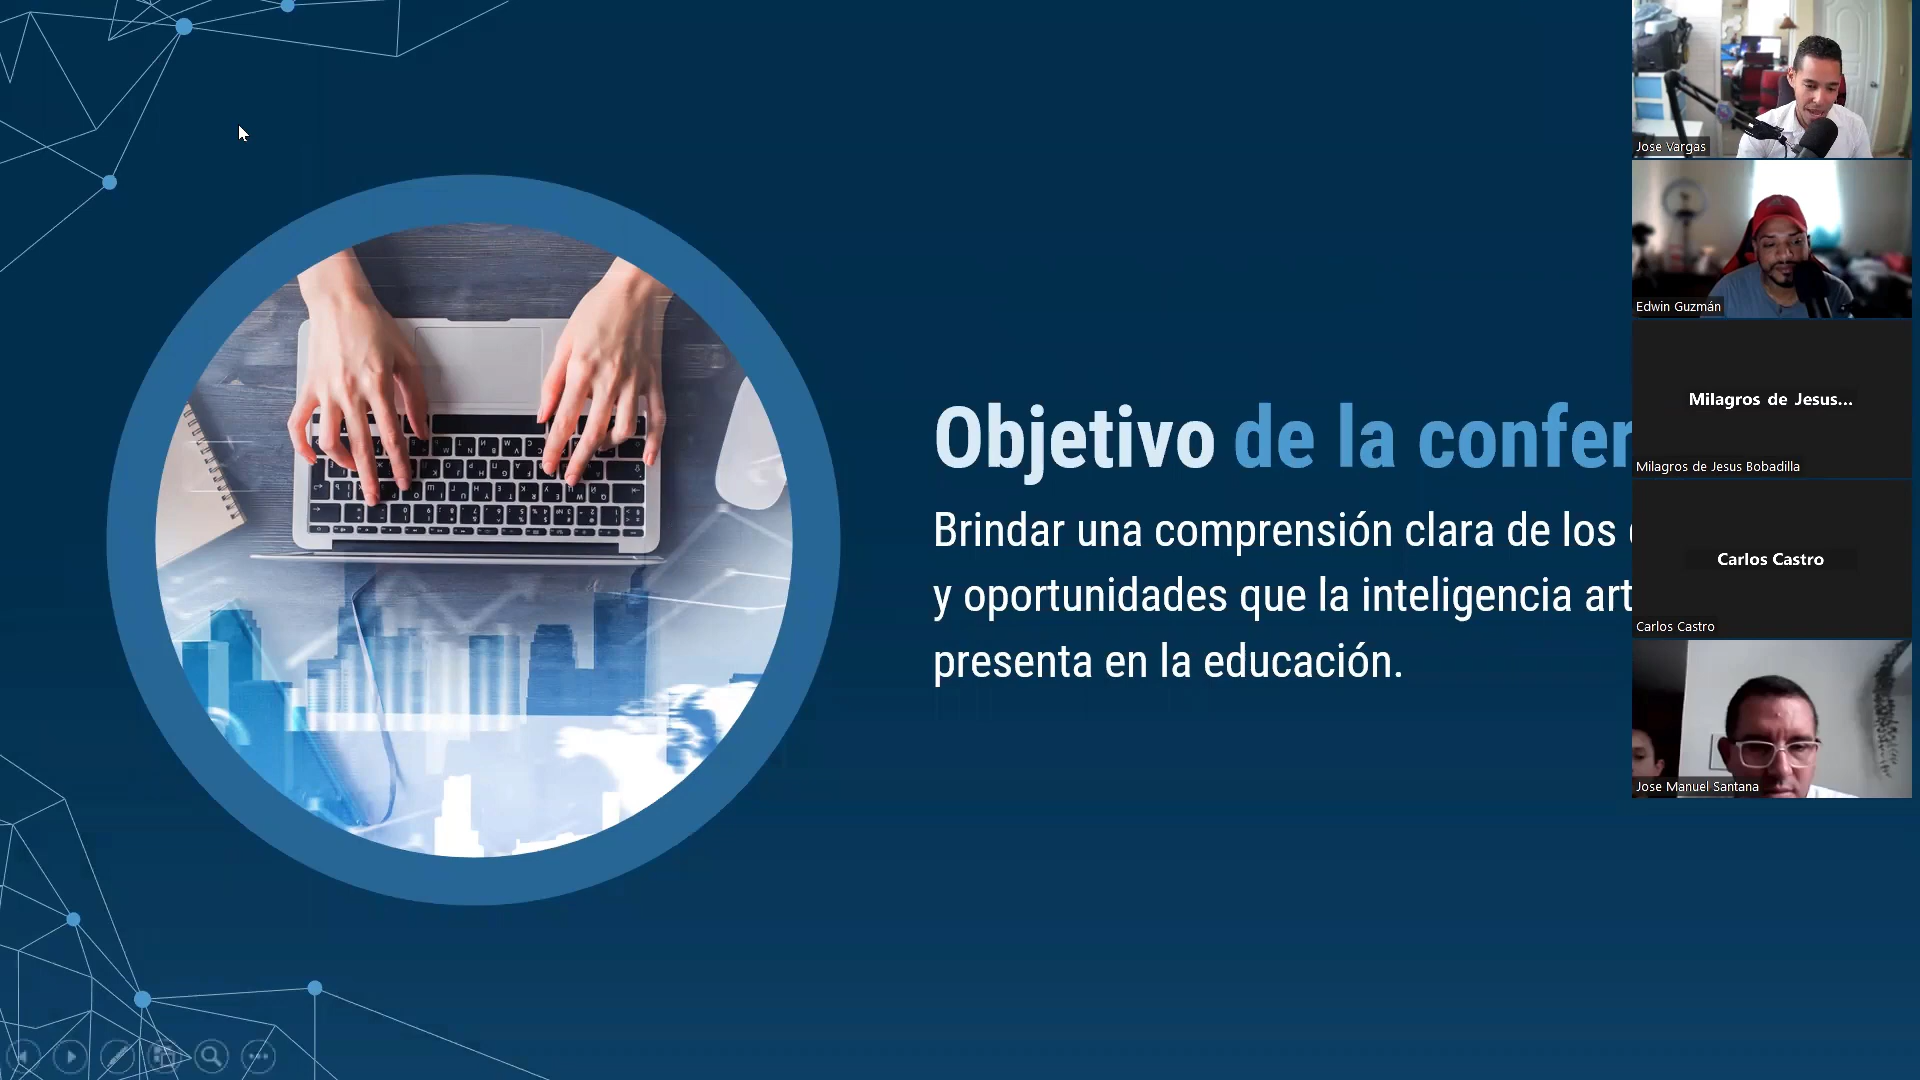 Objetivo de la confer
Brindar una comprensión clara de los
y oportunidades que la inteligencia art
presenta en la educación.
Jose Vargas
Edwin Guzmán
Milagros de Jesus...
Milagros de Jesus Bobadilla
Carlos Castro
Carlos Castro
Jose Manuel Santana